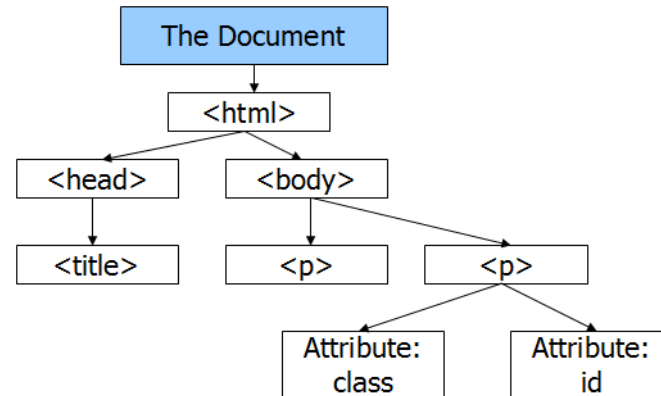 The Document
<html>
<head>
<body>
<title>
<p>
<p>
Attribute:
class
Attribute:
id